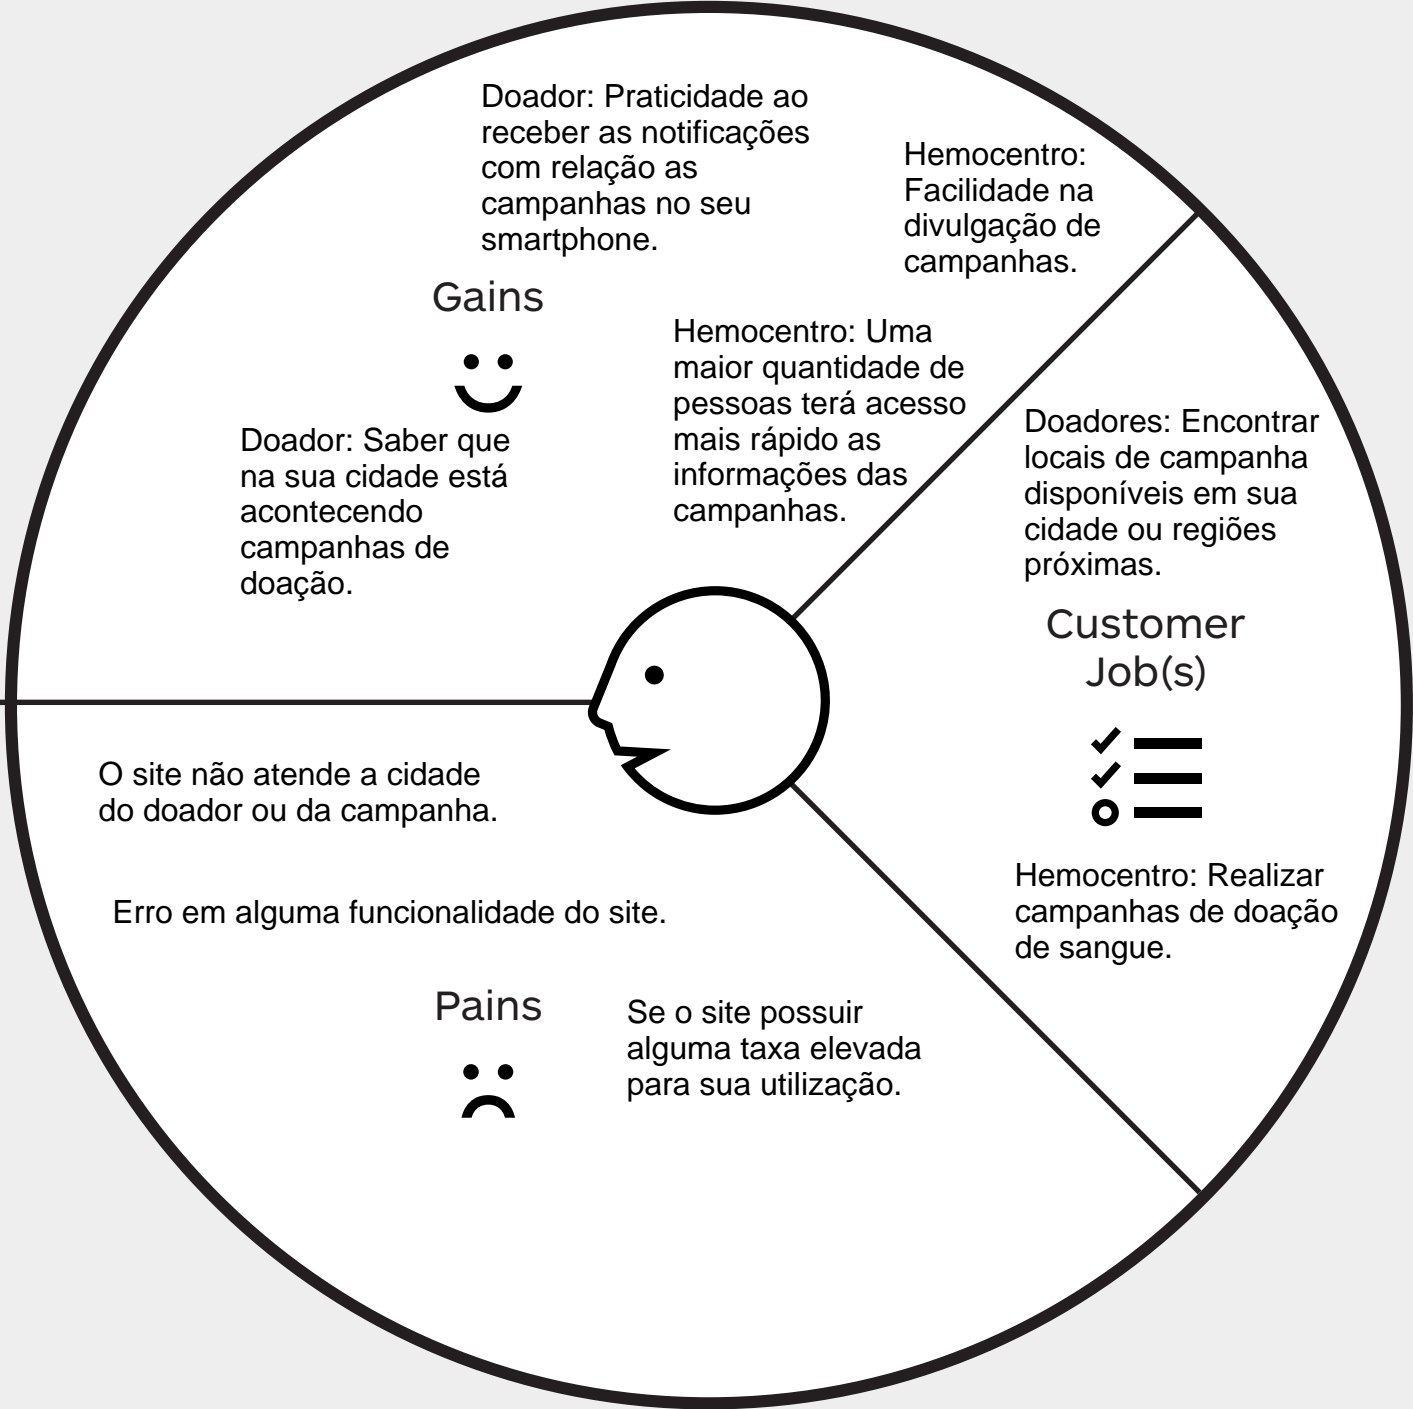 Doador: Praticidade ao
receber as notificações
com relação as
campanhas no seu
smartphone.
Hemocentro:
Facilidade na
divulgação de
campanhas.
Gains
Hemocentro: Uma
maior quantidade de
pessoas terá acesso
mais rápido as
informações das
campanhas.
Doador: Saber que
na sua cidade está
acontecendo
campanhas de
doação.
Doadores: Encontrar
locais de campanha
disponíveis em sua
cidade ou regiões
próximas.
Customer
Job(s)
Hemocentro: Realizar
campanhas de doação
de sangue.
O site não atende a cidade
do doador ou da campanha.
Erro em alguma funcionalidade do site.
Pains
Se o site possuir
alguma taxa elevada
para sua utilização.